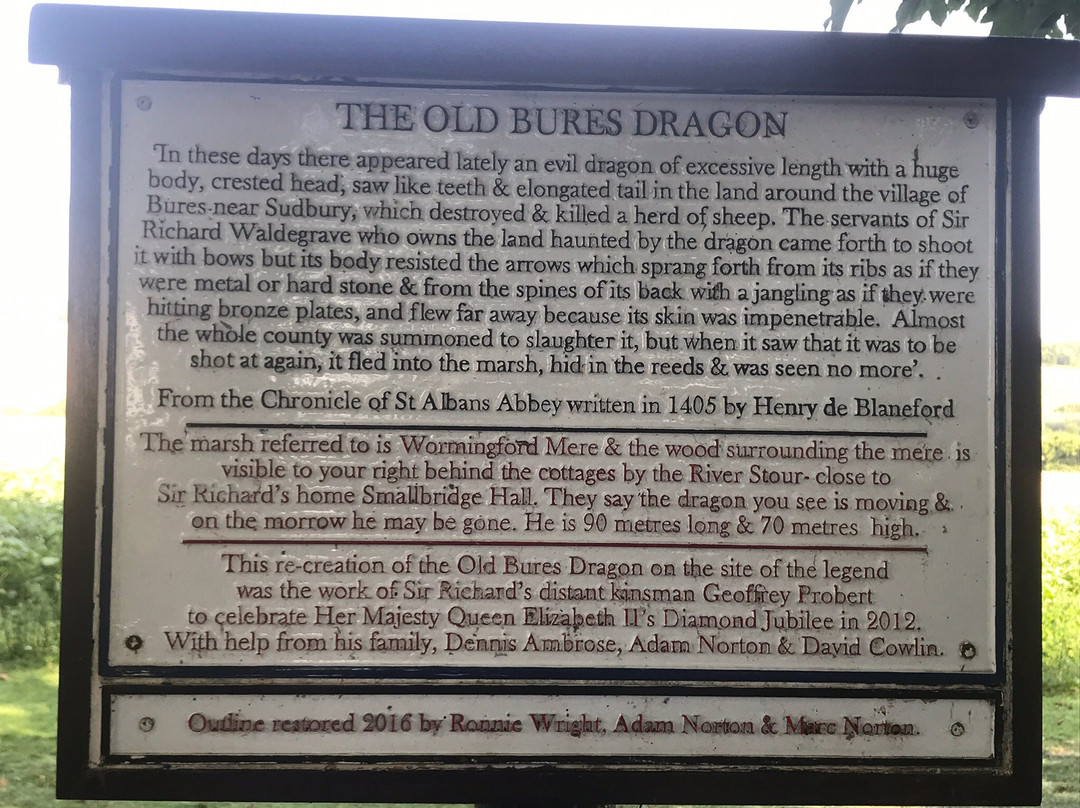 THE OLD BURES DRAGON
'In these days there appeared lately an evil dragon of excessive length with a huge
body, crested head, saw like teeth & elongated tail in the land around the village of
Bures near Sudbury, which destroyed & killed a herd of sheep. The servants of Sir
Richard Waldegrave who owns the land haunted by the dragon came forth to shoot
it with bows but its body resisted the arrows which sprang forth from its ribs as if they
were metal or hard stone & from the spines of its back with a jangling as if they were
hitting bronze plates, and flew far away because its skin was impenetrable. Almost
the whole county was summoned to slaughter it, but when it saw that it was to be
shot at again, it fled into the marsh, hid in the reeds & was seen no more'.
From the Chronicle of St Albans Abbey written in 1405 by Henry de Blaneford
The marsh referred to is Wormingford Mere & the wood surrounding the mere is
visible to your right behind the cottages by the River Stour- close to
Sir Richard's home Smallbridge Hall. They say the dragon you see is moving &
on the morrow he may be gone. He is 90 metres long & 70 metres high.
This re-creation of the Old Bures Dragon on the site of the legend
was the work of Sir Richard's distant kinsman Geoffrey Probert
to celebrate Her Majesty Queen Elizabeth II's Diamond Jubilee in 2012.
With help from his family, Dennis Ambrose, Adam Norton & David Cowlin.
Outline restored 2016 by Ronnie Wright, Adam Norton & Marc Norton.